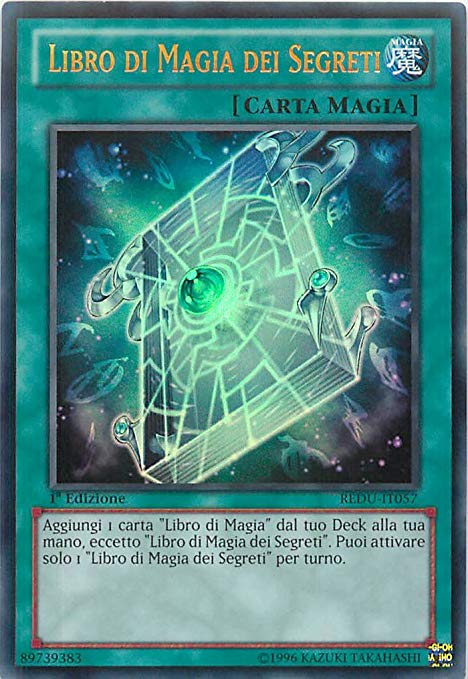 LIBRO DI MAGIA DEI SEGRETI
MAGIA
魔
[CARTA MAGIA]
1ª Edizione
REDU-IT057
Aggiungi 1 carta "Libro di Magia" dal tuo Deck alla tua
mano, eccetto "Libro di Magia dei Segreti". Puoi attivare
solo 1 "Libro di Magia dei Segreti" per turno.
89739383
©1996 KAZUKI TAKAHASHI